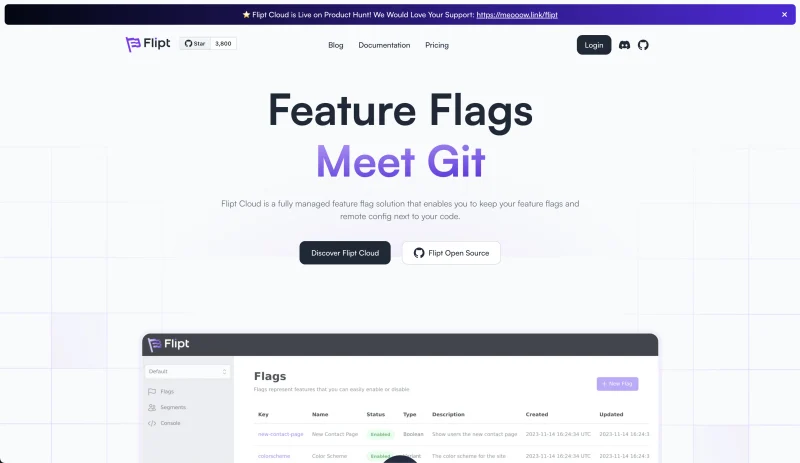 ⭐ Flipt Cloud is Live on Product Hunt! We Would Love Your Support: https://meooow.link/flipt ×
Flipt Star 3,800 Blog Documentation Pricing Login
Feature Flags
Meet Git
Flipt Cloud is a fully managed feature flag solution that enables you to keep your feature flags and
remote config next to your code.
Discover Flipt Cloud Flipt Open Source
Flipt
Default
Flags
Segments
Console
Flags
Flags represent features that you can easily enable or disable
+ New Flag
Key Name Status Type Description Created Updated
new-contact-page New Contact Page Enabled Boolean Show users the new contact page 2023-11-14 16:24:34 UTC 2023-11-14 16:24:3
colorscheme Color Scheme Enabled The color scheme for the site 2023-11-14 16:24:34 UTC 2023-11-14 16:24:3